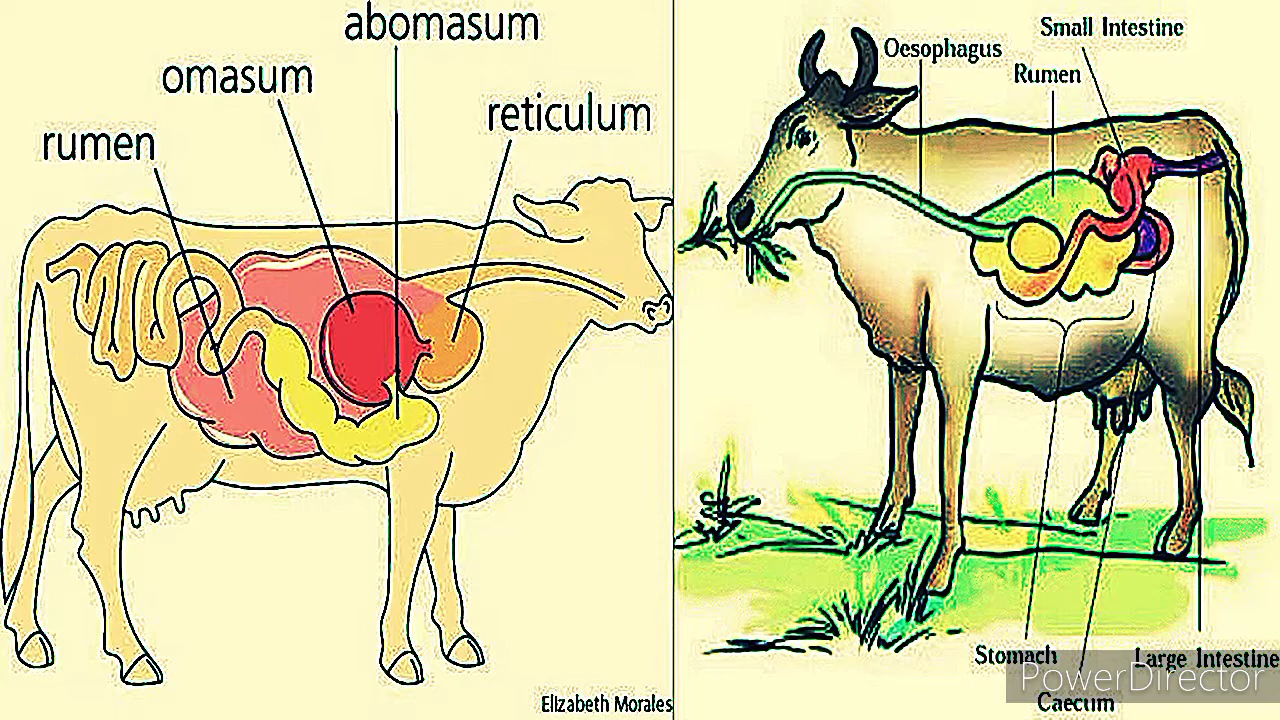 abomasum
omasum
reticulum
rumen
Elizabeth Morales
Small Intestine
Oesophagus
Rumen
Stomach
Large Intestine
PowerDirector
Caecum